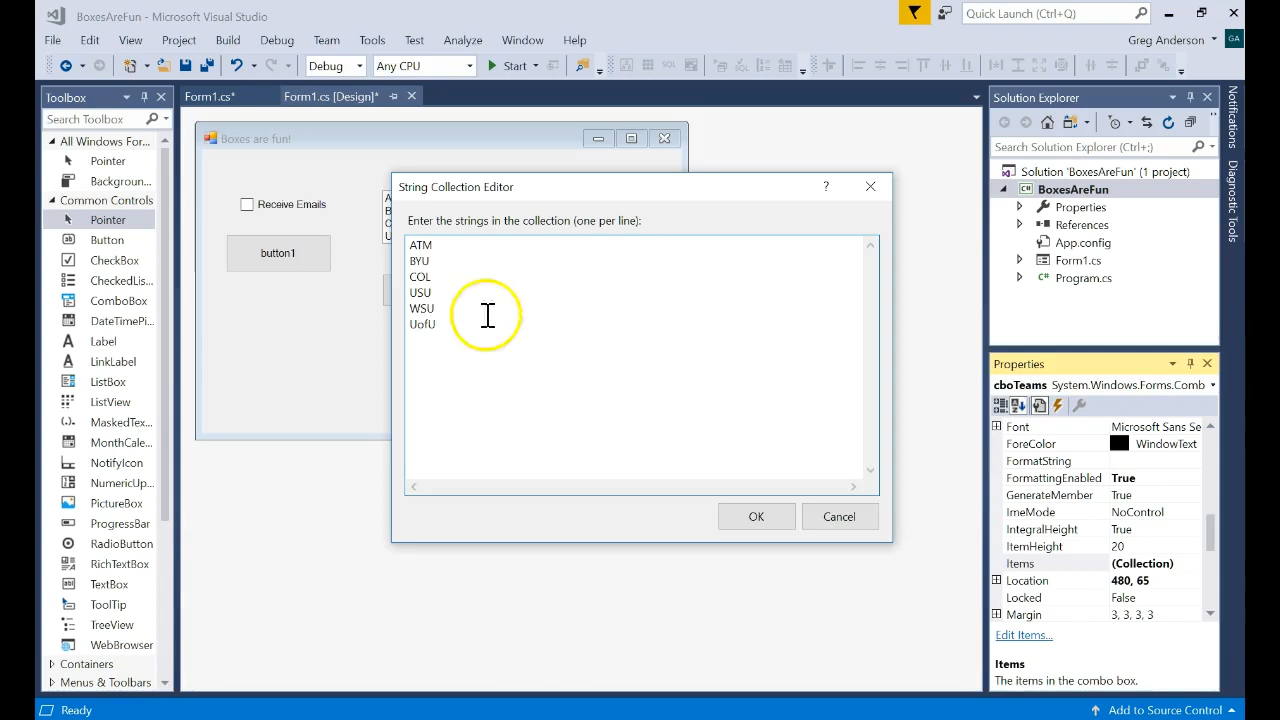 BoxesAreFun - Microsoft Visual Studio
Quick Launch (Ctrl+Q)
File Edit View Project Build Debug Team Tools Test Analyze Window Help
Greg Anderson GA
Debug Any CPU Start
Toolbox
Search Toolbox
All Windows For...
Pointer
Backgroun...
Common Controls
Pointer
Button
CheckBox
CheckedLis...
ComboBox
DateTimePi...
Label
LinkLabel
ListBox
ListView
MaskedTex...
MonthCale...
NotifyIcon
NumericUp...
PictureBox
ProgressBar
RadioButton
RichTextBox
TextBox
ToolTip
TreeView
WebBrowser
Containers
Menus & Toolbars
Form1.cs*
Form1.cs [Design]*
Boxes are fun!
Receive Emails
button1
A
B
C
U
String Collection Editor
?
Enter the strings in the collection (one per line):
ATM
BYU
COL
USU
WSU
UofU
OK
Cancel
Solution Explorer
Search Solution Explorer (Ctrl+;)
Solution 'BoxesAreFun' (1 project)
BoxesAreFun
Properties
References
App.config
Form1.cs
Program.cs
Notifications
Diagnostic Tools
Properties
cboTeams System.Windows.Forms.Comb
Font Microsoft Sans Se
ForeColor WindowText
FormatString
FormattingEnabled True
GenerateMember True
ImeMode NoControl
IntegralHeight True
ItemHeight 20
Items (Collection)
Location 480, 65
Locked False
Margin 3, 3, 3, 3
Edit Items...
Items
The items in the combo box.
Ready
Add to Source Control